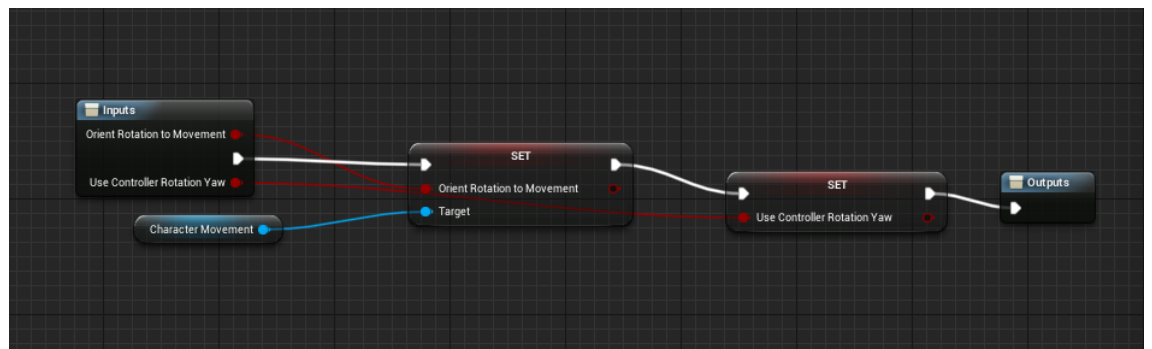 Inputs
Orient Rotation to Movement
Use Controller Rotation Yaw
Character Movement
SET
Orient Rotation to Movement
Target
SET
Use Controller Rotation Yaw
Outputs